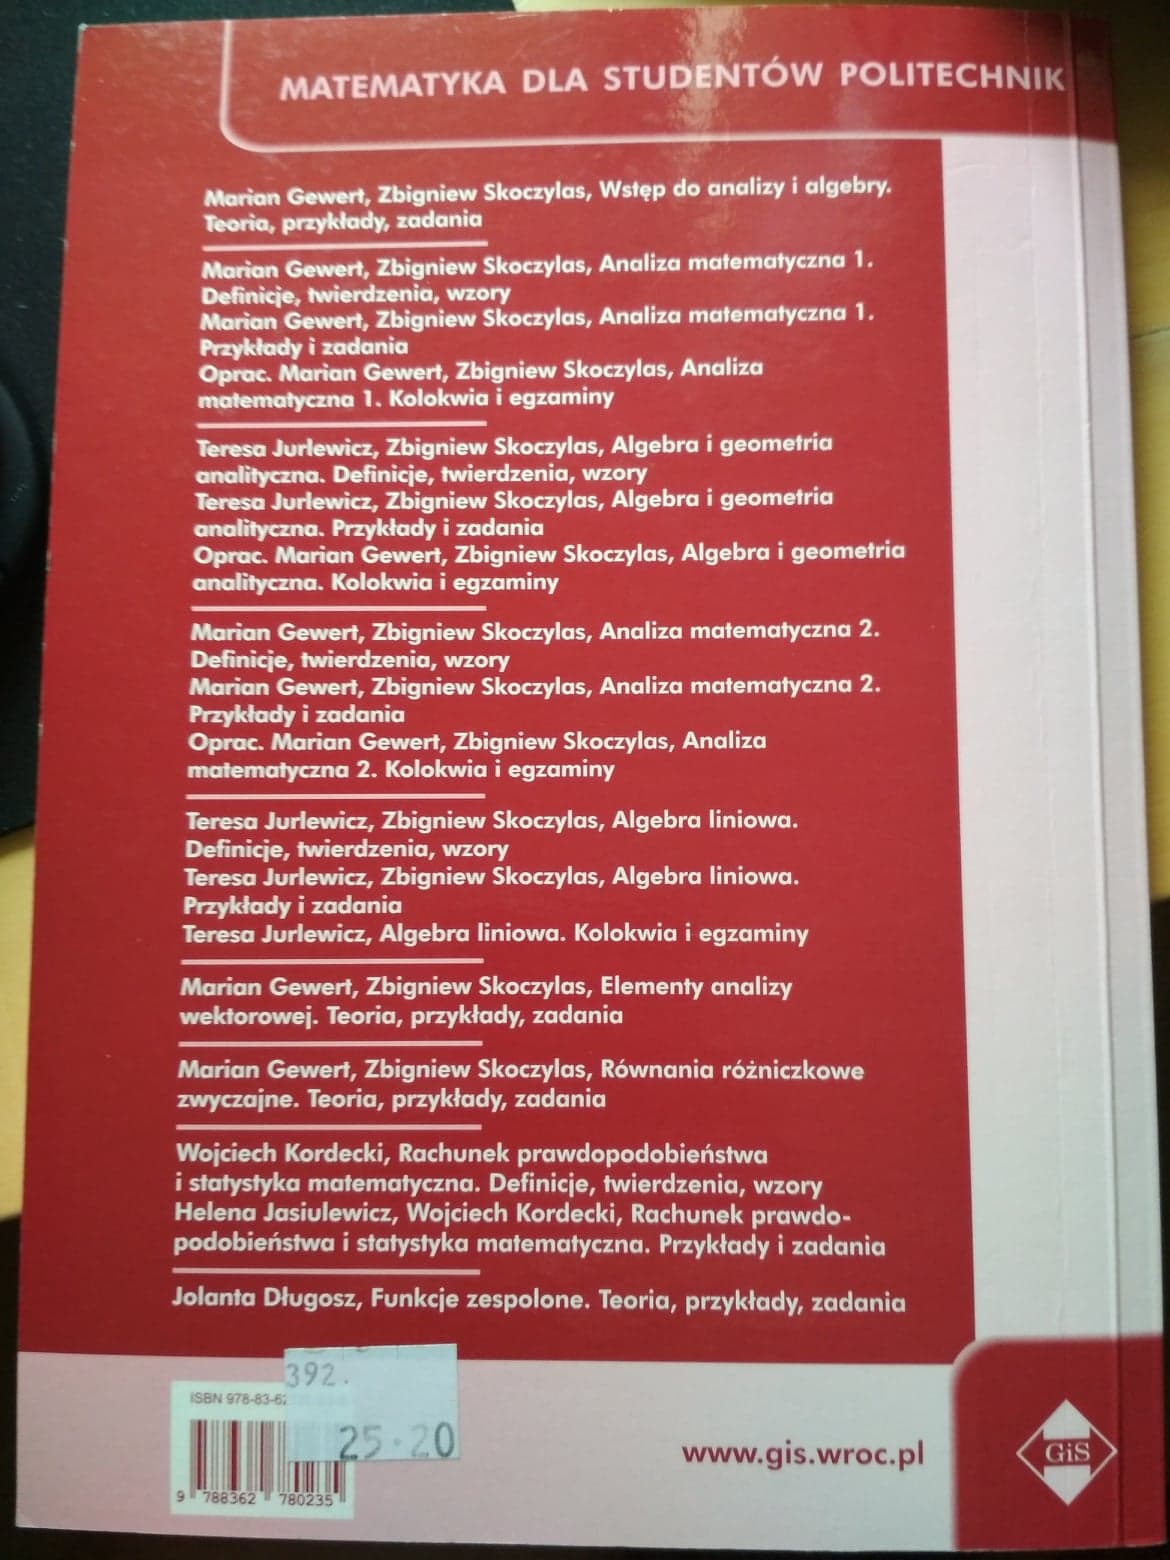 MATEMATYKA DLA STUDENTÓW POLITECHNIK
Marian Gewert, Zbigniew Skoczylas, Wstęp do analizy i algebry.
Teoria, przykłady, zadania
Marian Gewert, Zbigniew Skoczylas, Analiza matematyczna 1.
Definicje, twierdzenia, wzory
Marian Gewert, Zbigniew Skoczylas, Analiza matematyczna 1.
Przykłady i zadania
Oprac. Marian Gewert, Zbigniew Skoczylas, Analiza
matematyczna 1. Kolokwia i egzaminy
Teresa Jurlewicz, Zbigniew Skoczylas, Algebra i geometria
analityczna. Definicje, twierdzenia, wzory
Teresa Jurlewicz, Zbigniew Skoczylas, Algebra i geometria
analityczna. Przykłady i zadania
Oprac. Marian Gewert, Zbigniew Skoczylas, Algebra i geometria
analityczna. Kolokwia i egzaminy
Marian Gewert, Zbigniew Skoczylas, Analiza matematyczna 2.
Definicje, twierdzenia, wzory
Marian Gewert, Zbigniew Skoczylas, Analiza matematyczna 2.
Przykłady i zadania
Oprac. Marian Gewert, Zbigniew Skoczylas, Analiza
matematyczna 2. Kolokwia i egzaminy
Teresa Jurlewicz, Zbigniew Skoczylas, Algebra liniowa.
Definicje, twierdzenia, wzory
Teresa Jurlewicz, Zbigniew Skoczylas, Algebra liniowa.
Przykłady i zadania
Teresa Jurlewicz, Algebra liniowa. Kolokwia i egzaminy
Marian Gewert, Zbigniew Skoczylas, Elementy analizy
wektorowej. Teoria, przykłady, zadania
Marian Gewert, Zbigniew Skoczylas, Równania różniczkowe
zwyczajne. Teoria, przykłady, zadania
Wojciech Kordecki, Rachunek prawdopodobieństwa
i statystyka matematyczna. Definicje, twierdzenia, wzory
Helena Jasiulewicz, Wojciech Kordecki, Rachunek prawdo-
podobieństwa i statystyka matematyczna. Przykłady i zadania
Jolanta Długosz, Funkcje zespolone. Teoria, przykłady, zadania
392.
ISBN 978-83-62
25.20
9 788362 780235
www.gis.wroc.pl
GiS